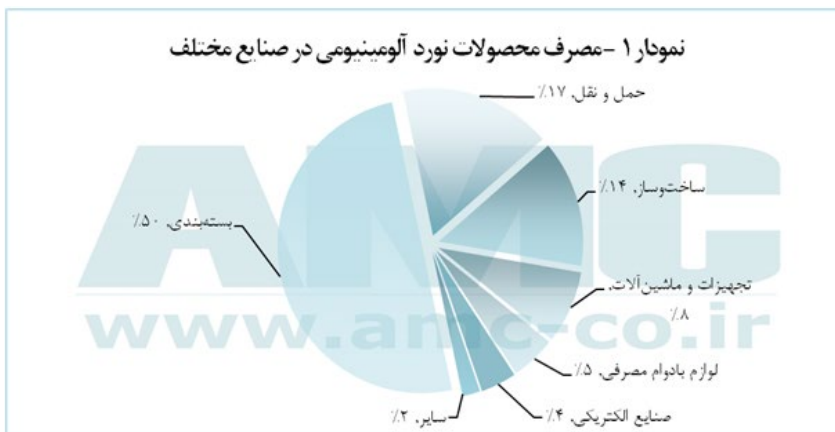 نمودار ۱ -مصرف محصولات نورد آلومینیومی در صنایع مختلف
حمل و نقل, ۱۷٪
ساخت‌وساز, ۱۴٪
بسته‌بندی, ۵۰٪
تجهیزات و ماشین‌آلات,
۸٪
لوازم بادوام مصرفی, ۵٪
صنایع الکتریکی, ۴٪
سایر, ۲٪
AMC
www.amc-co.ir